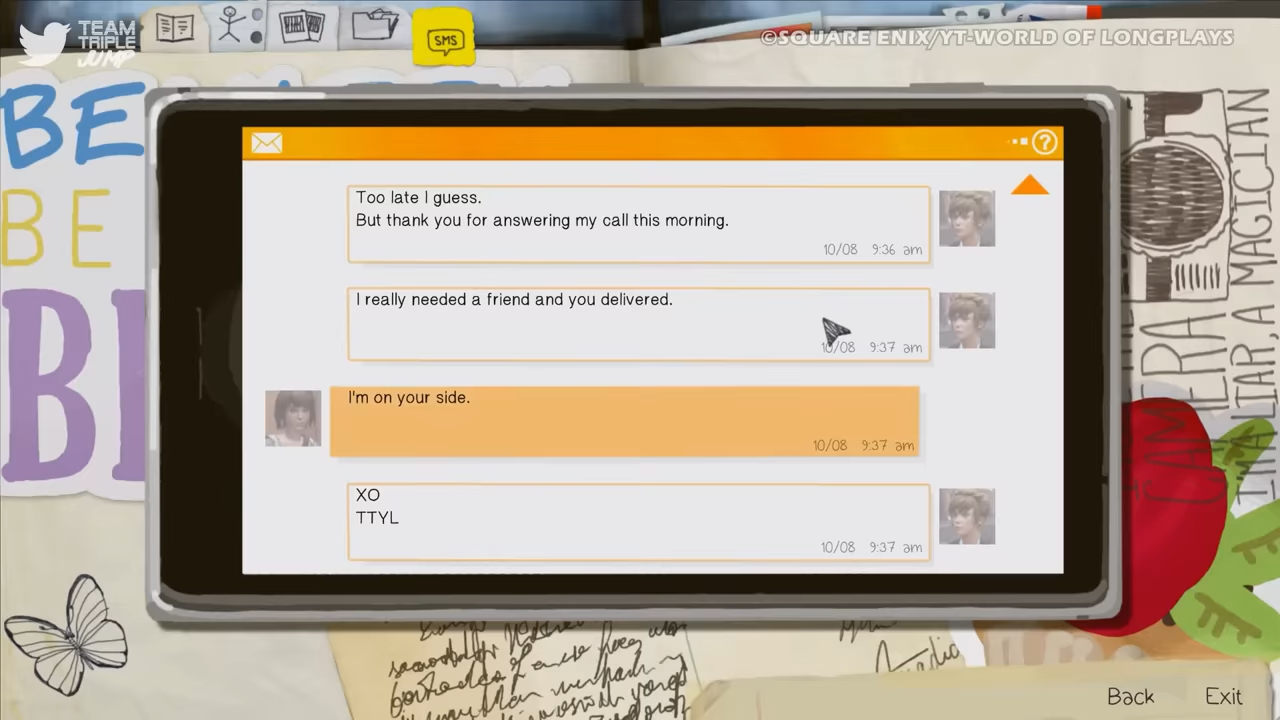 TEAM
TRIPLE
JUMP
SMS
©SQUARE ENIX/YT-WORLD OF LONGPLAYS
BE
BE
?
Too late I guess.
But thank you for answering my call this morning.
10/08 9:36 am
I really needed a friend and you delivered.
10/08 9:37 am
I'm on your side.
10/08 9:37 am
XO
TTYL
10/08 9:37 am
A MAGICIAN
Back
Exit